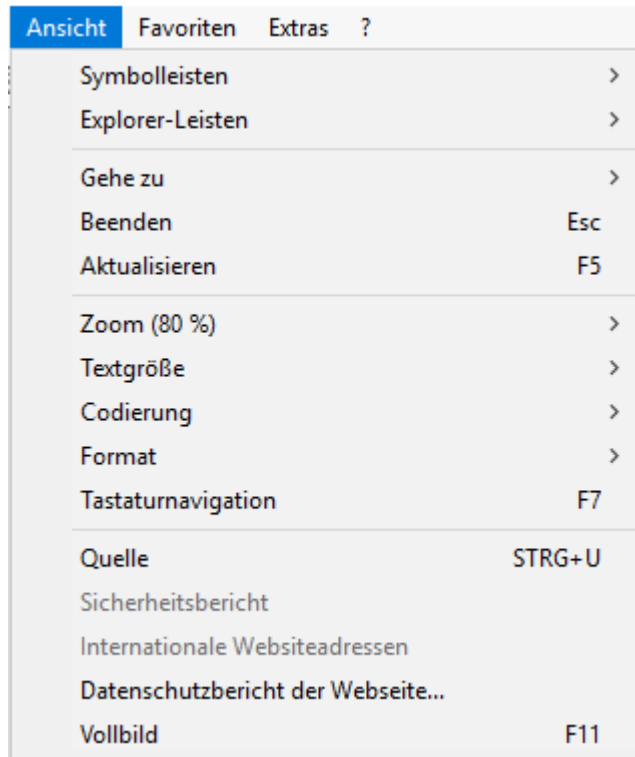 Ansicht Favoriten Extras ?
Symbolleisten >
Explorer-Leisten >
Gehe zu >
Beenden Esc
Aktualisieren F5
Zoom (80 %) >
Textgröße >
Codierung >
Format >
Tastaturnavigation F7
Quelle STRG+U
Sicherheitsbericht
Internationale Websiteadressen
Datenschutzbericht der Webseite...
Vollbild F11